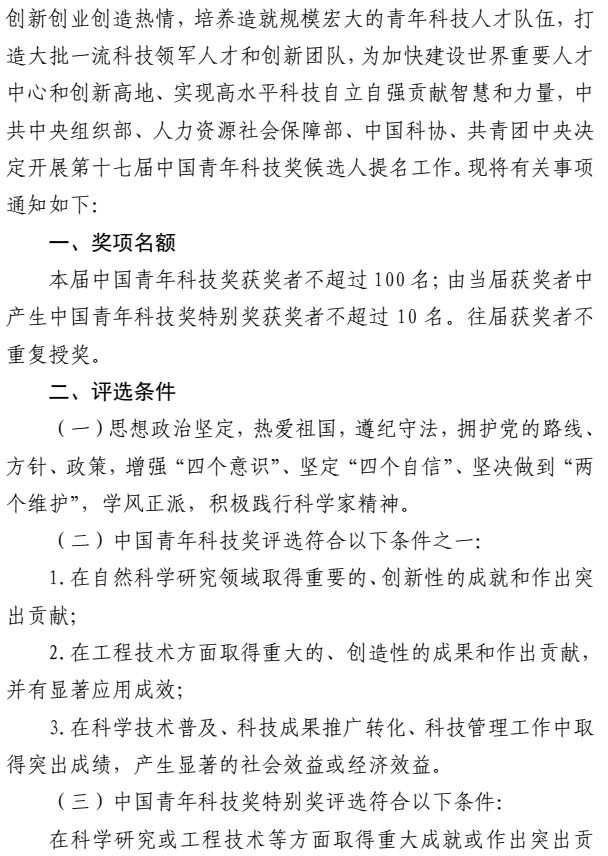 创新创业创造热情，培养造就规模宏大的青年科技人才队伍，打
造大批一流科技领军人才和创新团队，为加快建设世界重要人才
中心和创新高地、实现高水平科技自立自强贡献智慧和力量，中
共中央组织部、人力资源社会保障部、中国科协、共青团中央决
定开展第十七届中国青年科技奖候选人提名工作。现将有关事项
通知如下：
一、奖项名额
本届中国青年科技奖获奖者不超过 100 名；由当届获奖者中
产生中国青年科技奖特别奖获奖者不超过 10 名。往届获奖者不
重复授奖。
二、评选条件
（一）思想政治坚定，热爱祖国，遵纪守法，拥护党的路线、
方针、政策，增强“四个意识”、坚定“四个自信”、坚决做到“两
个维护”，学风正派，积极践行科学家精神。
（二）中国青年科技奖评选符合以下条件之一：
1. 在自然科学研究领域取得重要的、创新性的成就和作出突
出贡献；
2. 在工程技术方面取得重大的、创造性的成果和作出贡献，
并有显著应用成效；
3. 在科学技术普及、科技成果推广转化、科技管理工作中取
得突出成绩，产生显著的社会效益或经济效益。
（三）中国青年科技奖特别奖评选符合以下条件：
在科学研究或工程技术等方面取得重大成就或作出突出贡